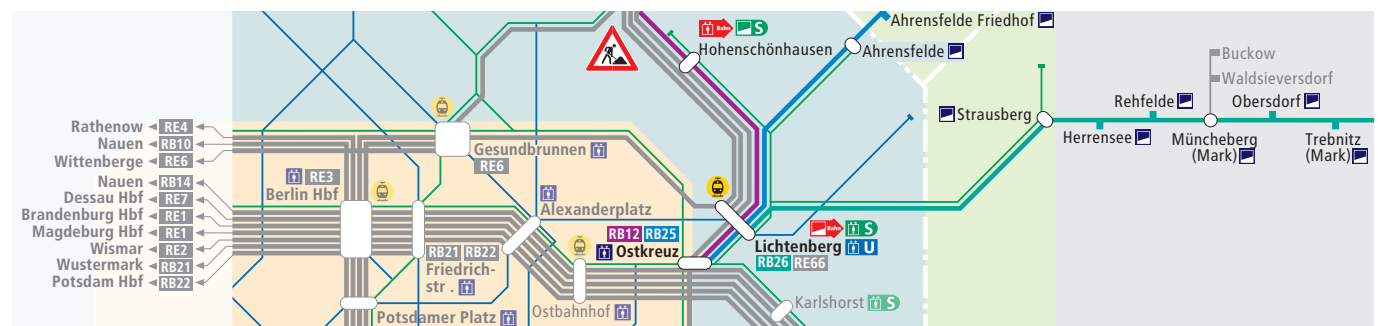 Ahrensfelde Friedhof
Bahn S
Hohenschönhausen
Ahrensfelde
Buckow
Waldsieversdorf
Rehfelde
Obersdorf
Strausberg
Herrensee
Müncheberg
(Mark)
Trebnitz
(Mark)
Rathenow RE4
Nauen RB10
Wittenberge RE6
Nauen RB14
Dessau Hbf RE7
Brandenburg Hbf RE1
Magdeburg Hbf RE1
Wismar RE2
Wustermark RB21
Potsdam Hbf RB22
Gesundbrunnen
RE6
RE3
Berlin Hbf
Alexanderplatz
RB21 RB22
Friedrich-
str .
RB12 RB25
Ostkreuz
Bahn S
Lichtenberg U
RB26 RE66
Ostbahnhof
Karlshorst S
Potsdamer Platz